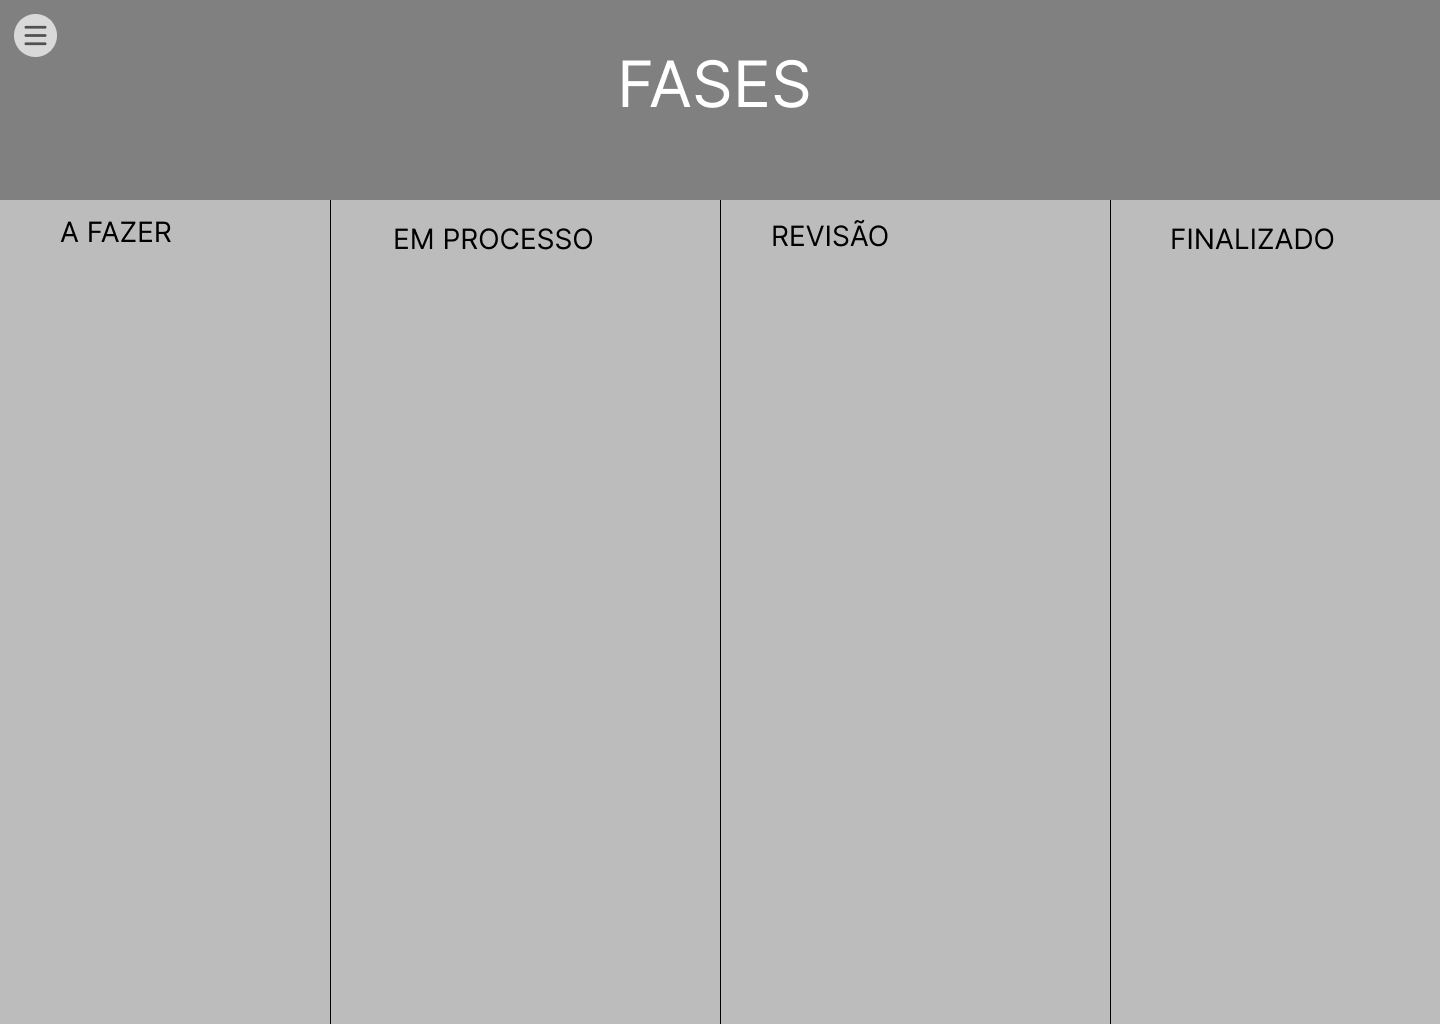 FASES
A FAZER
EM PROCESSO
REVISÃO
FINALIZADO